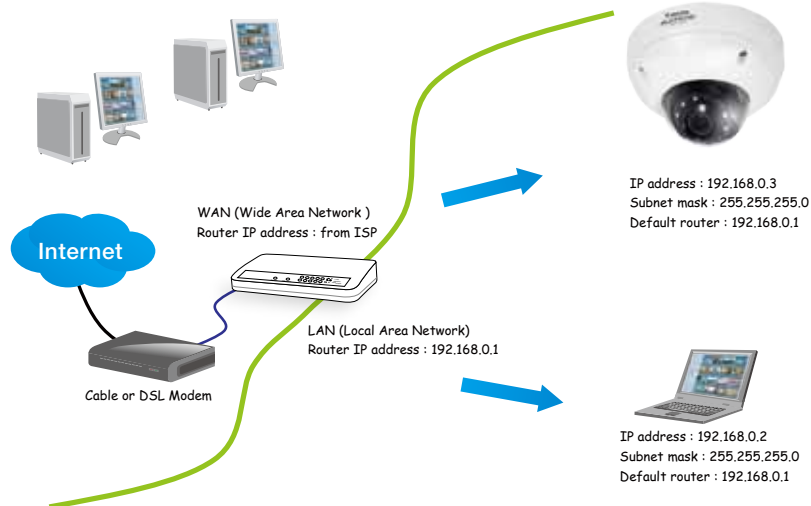 WAN (Wide Area Network )
Router IP address : from ISP
Internet
LAN (Local Area Network)
Router IP address : 192.168.0.1
Cable or DSL Modem
IP address : 192.168.0.3
Subnet mask : 255.255.255.0
Default router : 192.168.0.1
IP address : 192.168.0.2
Subnet mask : 255.255.255.0
Default router : 192.168.0.1